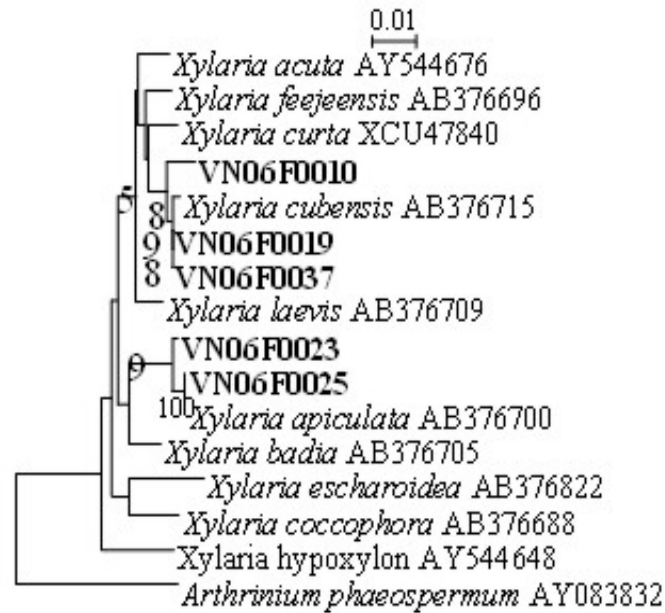 0.01
Xylaria acuta AY544676
Xylaria feejeensis AB376696
Xylaria curta XCU47840
VN06F0010
5
8
Xylaria cubensis AB376715
9
VN06F0019
8
VN06F0037
Xylaria laevis AB376709
VN06F0023
9
VN06F0025
100
Xylaria apiculata AB376700
Xylaria badia AB376705
Xylaria escharoidea AB376822
Xylaria coccophora AB376688
Xylaria hypoxylon AY544648
Arthrinium phaeospermum AY083832